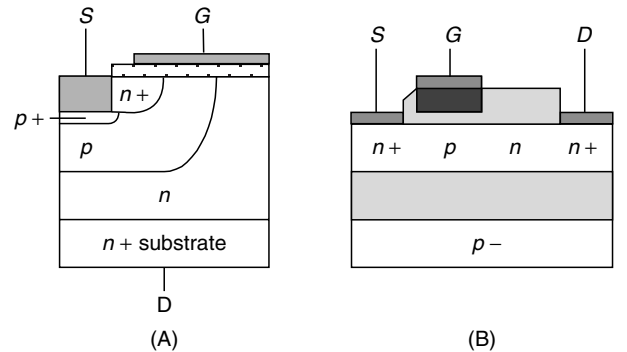 S G
n+
p+
p
n
n+ substrate
D
(A)
S G D
n+ p n n+
p−
(B)